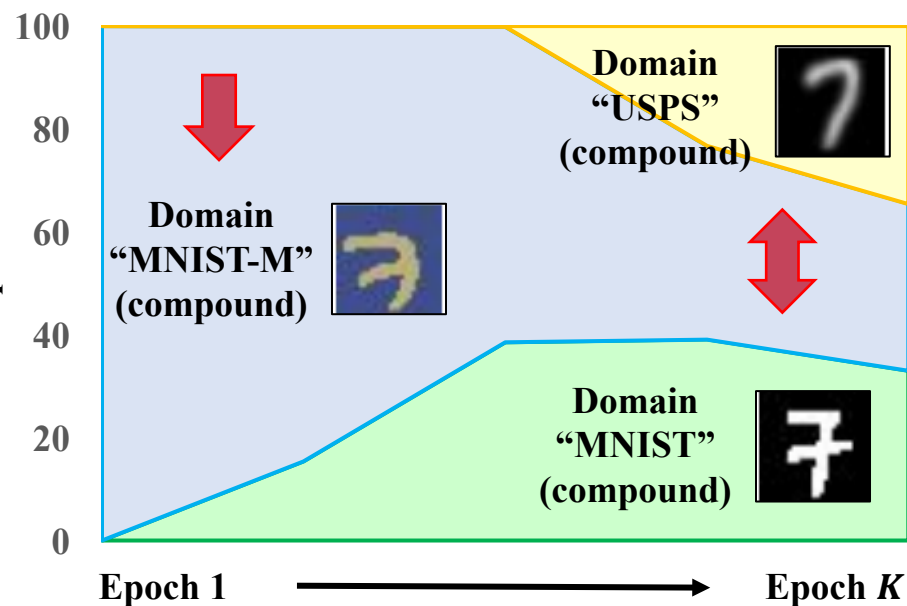 100
80
60
40
20
0
Domain
“USPS”
(compound)
Domain
“MNIST-M”
(compound)
Domain
“MNIST”
(compound)
Epoch 1
Epoch K